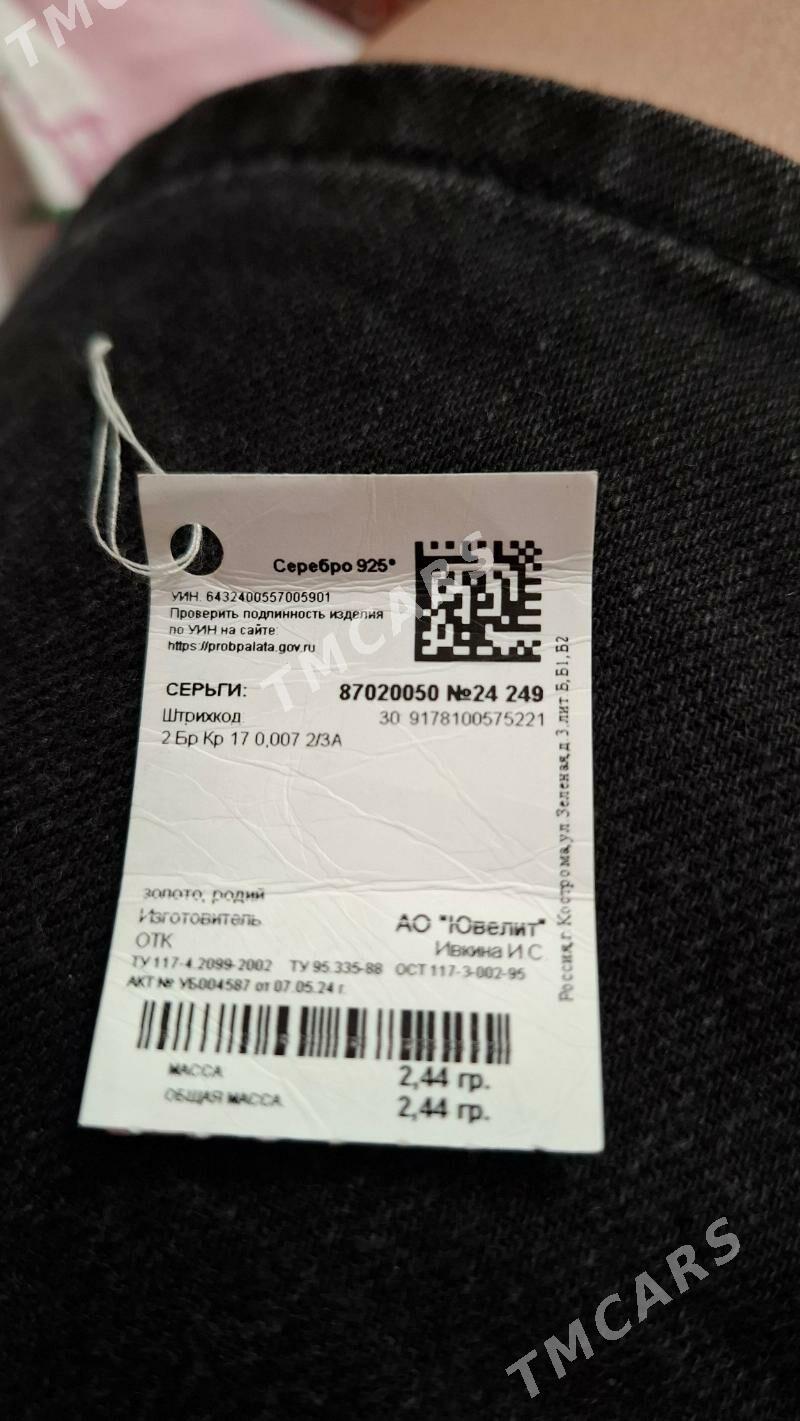 TMCARS
Серебро 925°
УИН: 6432400557005901
Проверить подлинность изделия
по УИН на сайте:
https://probpalata.gov.ru
TMCARS
СЕРЬГИ: 87020050 №24 249
Штрихкод 30 9178100575221
2 Бр Кр 17 0,007 2/3А
золото, родий
Изготовитель АО "Ювелит"
ОТК Ивкина И С
ТУ 117-4.2099-2002 ТУ 95.335-88 ОСТ 117-3-002-95
АКТ № УБ004587 от 07.05.24 г.
МАССА 2,44 гр.
ОБЩАЯ МАССА 2,44 гр.
Россия,г. Кострома,ул Зеленая,д 3.лит Б,Б1,Б2
TMCARS